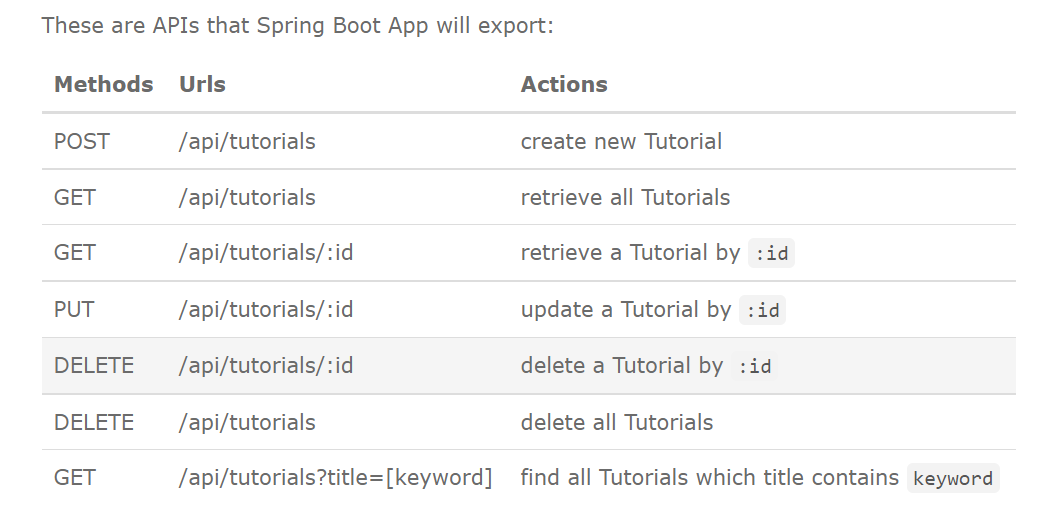 These are APIs that Spring Boot App will export:
Methods Urls Actions
POST /api/tutorials create new Tutorial
GET /api/tutorials retrieve all Tutorials
GET /api/tutorials/:id retrieve a Tutorial by :id
PUT /api/tutorials/:id update a Tutorial by :id
DELETE /api/tutorials/:id delete a Tutorial by :id
DELETE /api/tutorials delete all Tutorials
GET /api/tutorials?title=[keyword] find all Tutorials which title contains keyword